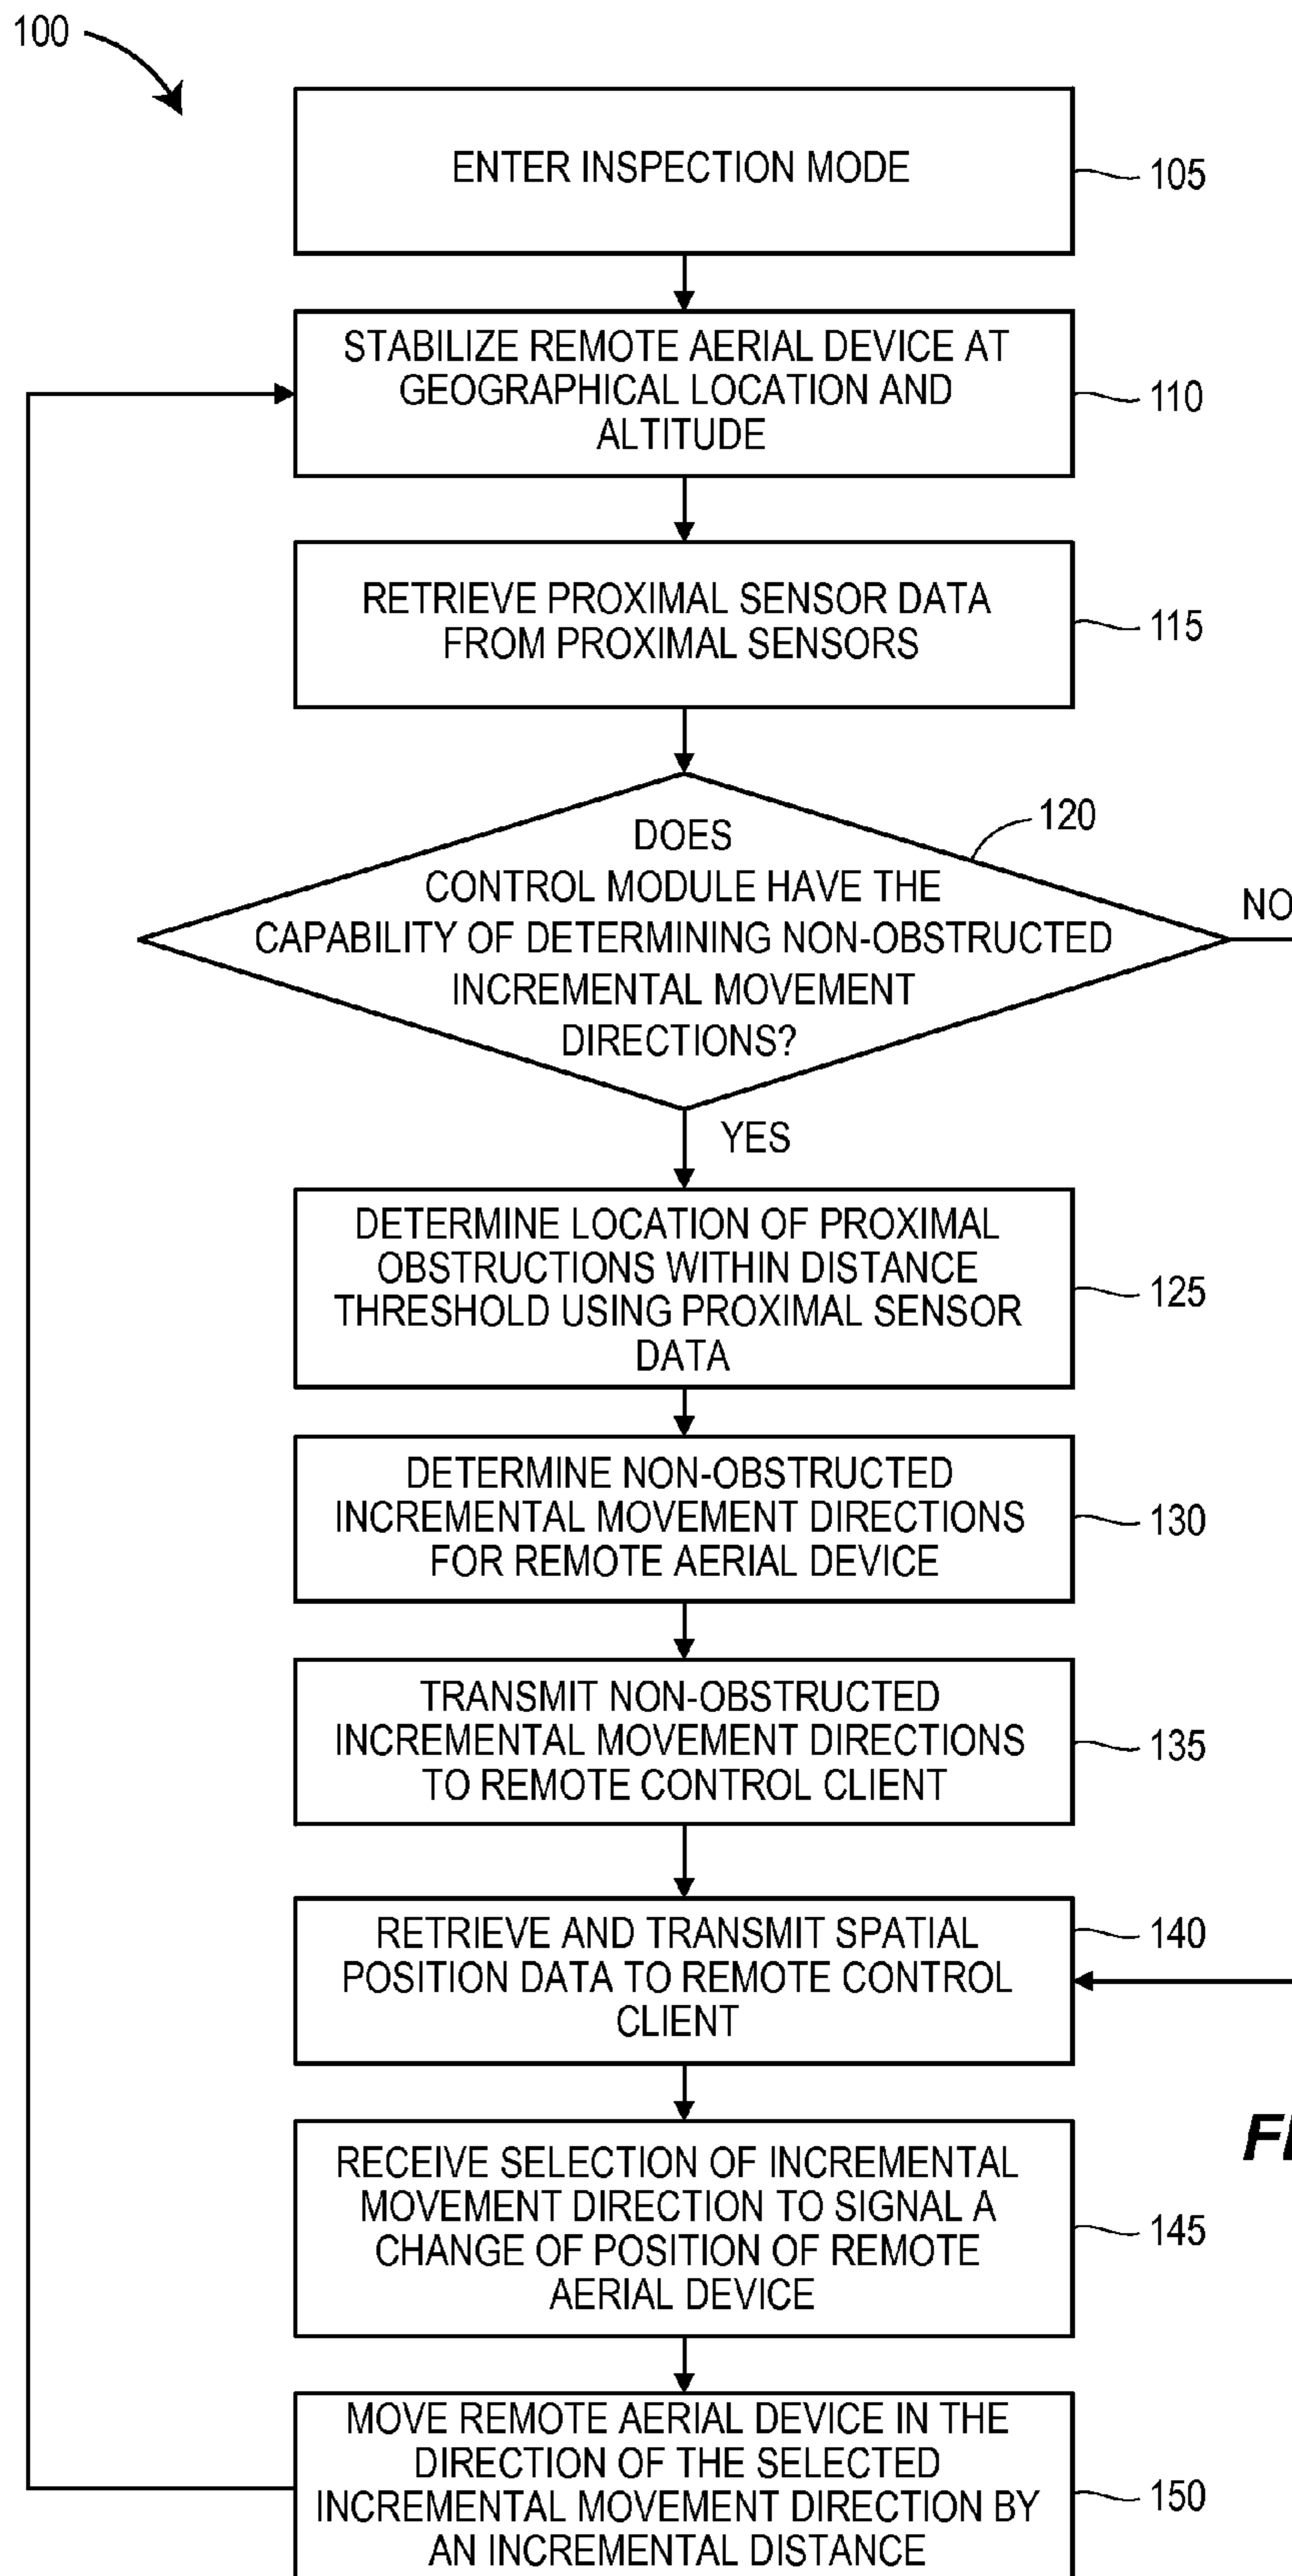 100
ENTER INSPECTION MODE
105
STABILIZE REMOTE AERIAL DEVICE AT
GEOGRAPHICAL LOCATION AND
ALTITUDE
110
RETRIEVE PROXIMAL SENSOR DATA
FROM PROXIMAL SENSORS
115
120
DOES
CONTROL MODULE HAVE THE
CAPABILITY OF DETERMINING NON-OBSTRUCTED
INCREMENTAL MOVEMENT
DIRECTIONS?
NO
YES
DETERMINE LOCATION OF PROXIMAL
OBSTRUCTIONS WITHIN DISTANCE
THRESHOLD USING PROXIMAL SENSOR
DATA
125
DETERMINE NON-OBSTRUCTED
INCREMENTAL MOVEMENT DIRECTIONS
FOR REMOTE AERIAL DEVICE
130
TRANSMIT NON-OBSTRUCTED
INCREMENTAL MOVEMENT DIRECTIONS
TO REMOTE CONTROL CLIENT
135
RETRIEVE AND TRANSMIT SPATIAL
POSITION DATA TO REMOTE CONTROL
CLIENT
140
RECEIVE SELECTION OF INCREMENTAL
MOVEMENT DIRECTION TO SIGNAL A
CHANGE OF POSITION OF REMOTE
AERIAL DEVICE
145
MOVE REMOTE AERIAL DEVICE IN THE
DIRECTION OF THE SELECTED
INCREMENTAL MOVEMENT DIRECTION BY
AN INCREMENTAL DISTANCE
150